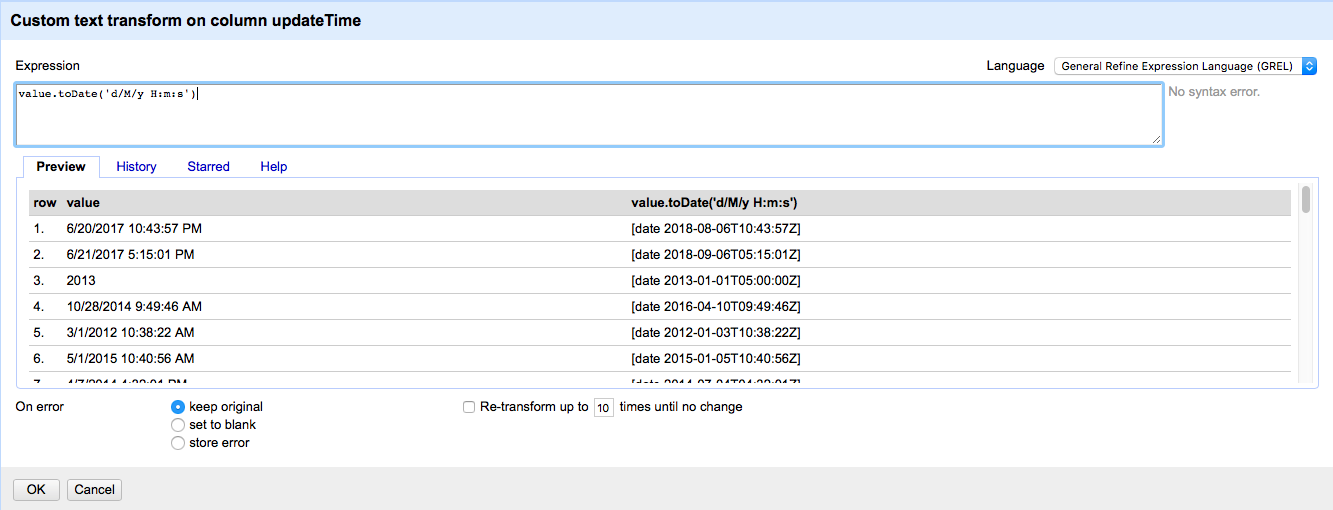 Custom text transform on column updateTime
Expression
Language General Refine Expression Language (GREL)
value.toDate('d/M/y H:m:s')
No syntax error.
Preview History Starred Help
row value value.toDate('d/M/y H:m:s')
1. 6/20/2017 10:43:57 PM [date 2018-08-06T10:43:57Z]
2. 6/21/2017 5:15:01 PM [date 2018-09-06T05:15:01Z]
3. 2013 [date 2013-01-01T05:00:00Z]
4. 10/28/2014 9:49:46 AM [date 2016-04-10T09:49:46Z]
5. 3/1/2012 10:38:22 AM [date 2012-01-03T10:38:22Z]
6. 5/1/2015 10:40:56 AM [date 2015-01-05T10:40:56Z]
On error keep original Re-transform up to 10 times until no change
set to blank
store error
OK Cancel